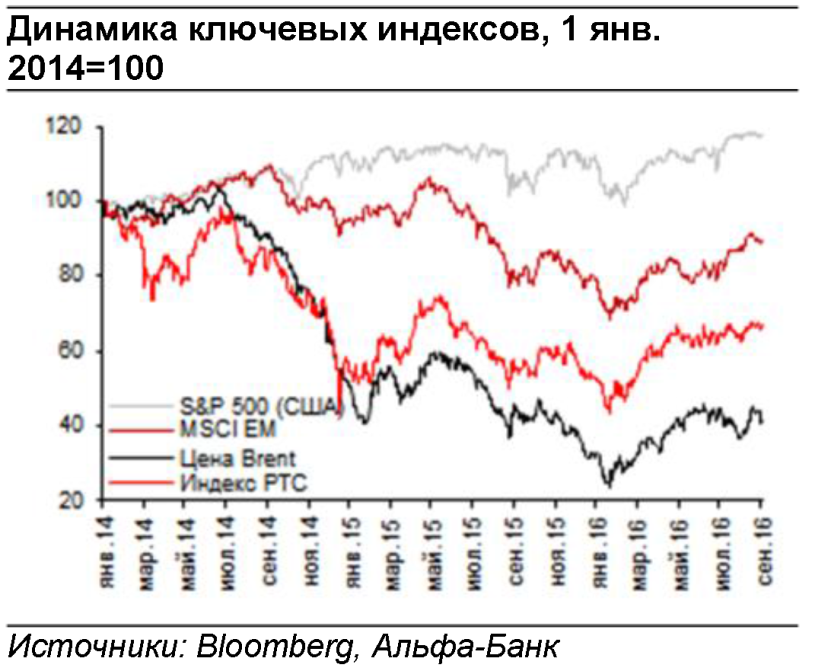 Динамика ключевых индексов, 1 янв.
2014=100
120
100
80
60
40
20
S&P 500 (США)
MSCI EM
Цена Brent
Индекс РТС
янв.14
мар.14
май.14
июл.14
сен.14
ноя.14
янв.15
мар.15
май.15
июл.15
сен.15
ноя.15
янв.16
мар.16
май.16
июл.16
сен.16
Источники: Bloomberg, Альфа-Банк